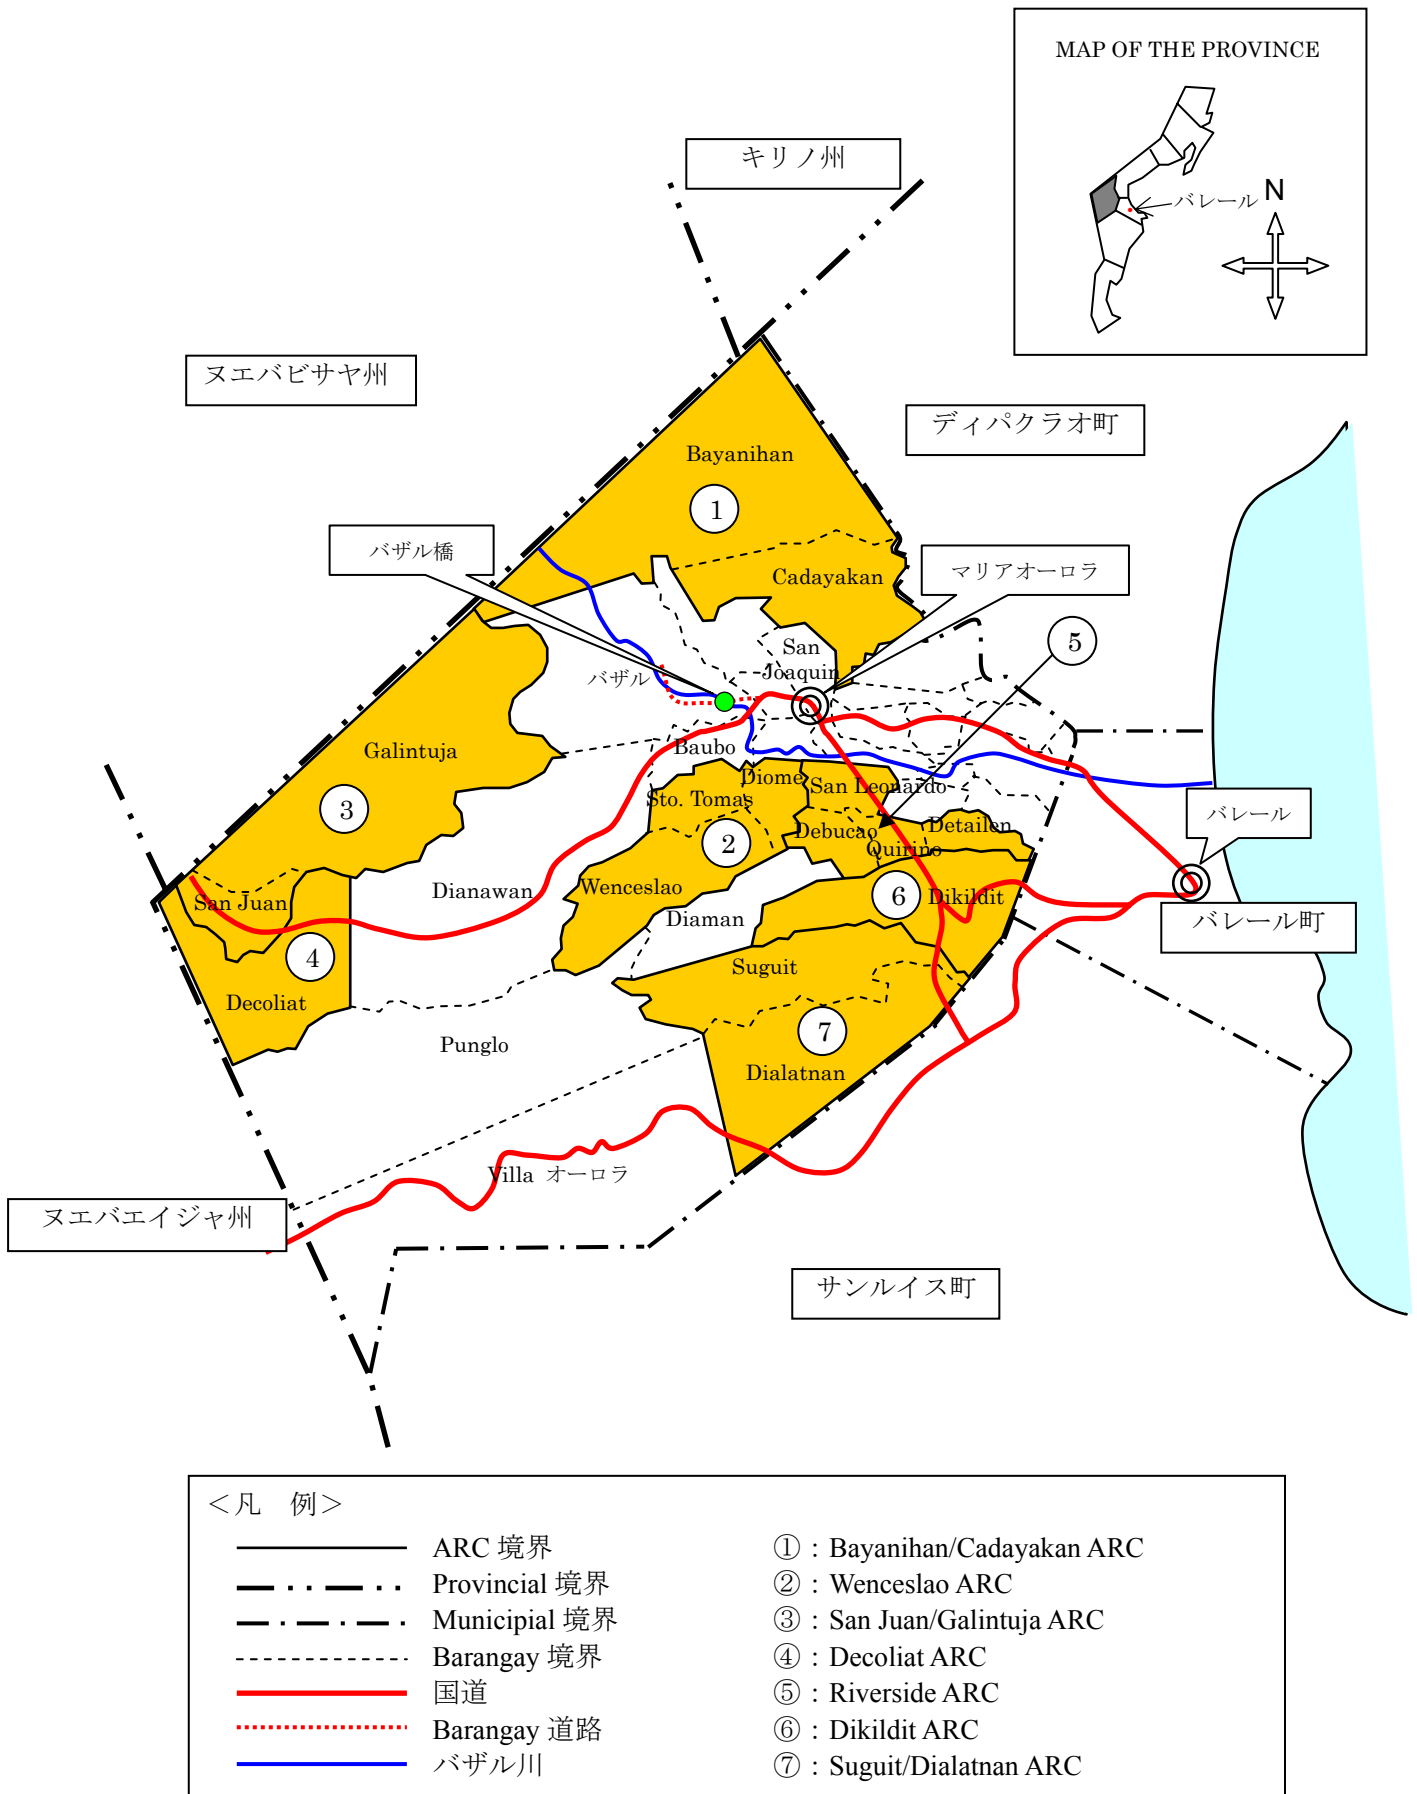 MAP OF THE PROVINCE
バレール
N
キリノ州
ヌエバビサヤ州
ディパクラオ町
Bayanihan
①
バザル橋
Cadayakan
マリアオーロラ
⑤
San
Joaquin
バザル
Galintuja
Baubo
Diome
San Leonardo
Sto. Tomas
③
バレール
Debucao
Detailen
②
Quirino
Dianawan
Wenceslao
⑥
Dikildit
San Juan
Diaman
バレール町
④
Suguit
Decoliat
⑦
Punglo
Dialatnan
Villa オーロラ
ヌエバエイジャ州
サンルイス町
＜凡　例＞
ARC 境界
Provincial 境界
Municipial 境界
Barangay 境界
国道
Barangay 道路
バザル川
①：Bayanihan/Cadayakan ARC
②：Wenceslao ARC
③：San Juan/Galintuja ARC
④：Decoliat ARC
⑤：Riverside ARC
⑥：Dikildit ARC
⑦：Suguit/Dialatnan ARC